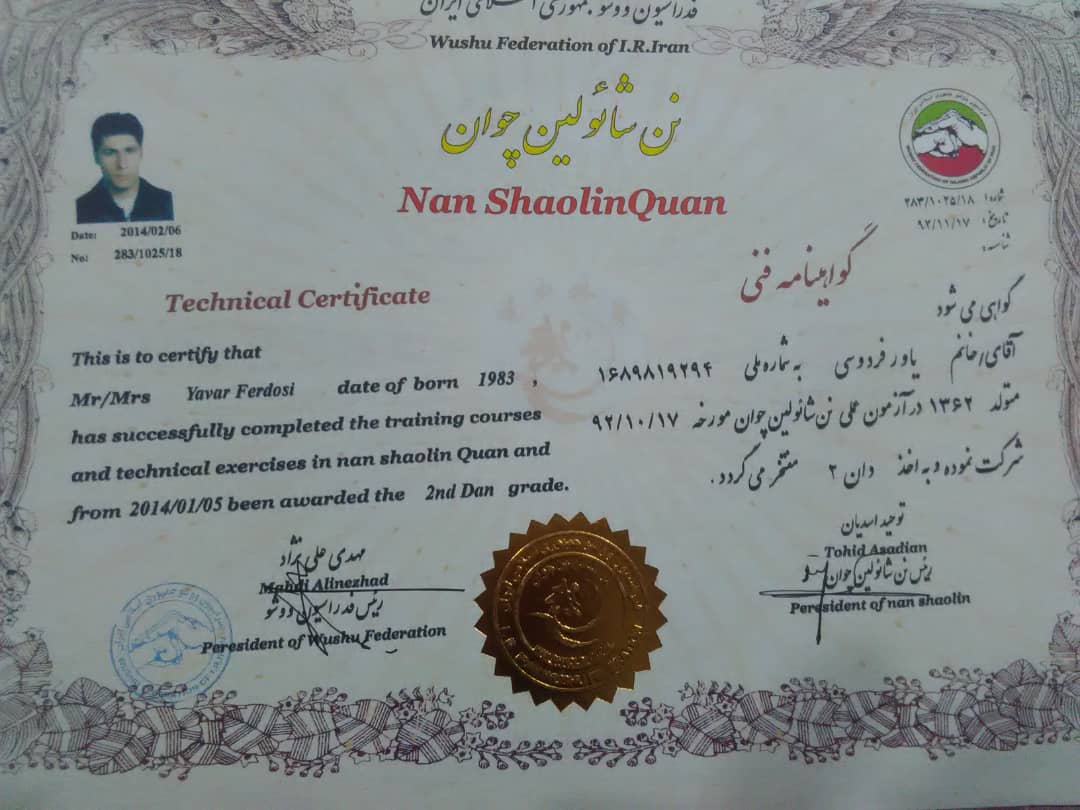 فدراسیون ووشو جمهوری اسلامی ایران
Wushu Federation of I.R.Iran
نن شائولین چوان
Nan ShaolinQuan
Date: 2014/02/06
No: 283/1025/18
شماره: ۲۸۳/۱۰۲۵/۱۸
تاریخ: ۹۲/۱۱/۱۷
Technical Certificate
This is to certify that
Mr/Mrs Yavar Ferdosi date of born 1983 ,
has successfully completed the training courses
and technical exercises in nan shaolin Quan and
from 2014/01/05 been awarded the 2nd Dan grade.
گواهینامه فنی
گواهی می شود
آقای/خانم یاور فردوسی به شماره ملی ۱۶۸۹۸۱۹۲۹۴
متولد ۱۳۶۲ در آزمون عملی نن شائولین چوان مورخه ۹۲/۱۰/۱۷
شرکت نموده و به اخذ دان ۲ مفتخر می گردد.
مهدی علی نژاد
Mahdi Alinezhad
رئیس فدراسیون ووشو
Peresident of Wushu Federation
توحید اسدیان
Tohid Asadian
رئیس نن شائولین چوان
Peresident of nan shaolin